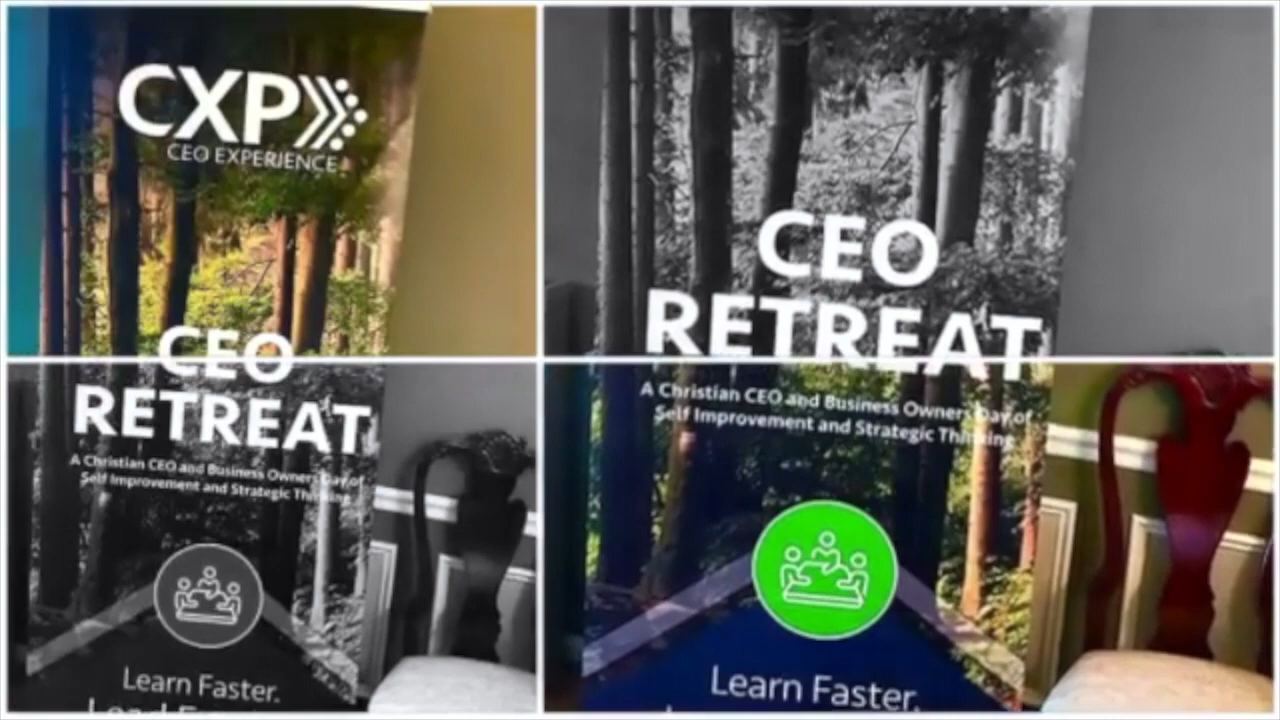 CXP
CEO EXPERIENCE
CEO
RETREAT
CEO
RETREAT
A Christian CEO and Business Owners Day of
Self Improvement and Strategic Thinking
Learn Faster.
A Christian CEO and Business Owners Day of
Self Improvement and Strategic Thinking
Learn Faster.